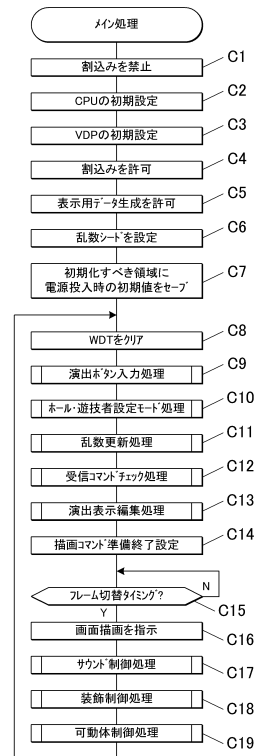 メイン処理
割込みを禁止 C1
CPUの初期設定 C2
VDPの初期設定 C3
割込みを許可 C4
表示用データ生成を許可 C5
乱数シードを設定 C6
初期化すべき領域に
電源投入時の初期値をセーブ C7
WDTをクリア C8
演出ボタン入力処理 C9
ホール・遊技者設定モード処理 C10
乱数更新処理 C11
受信コマンドチェック処理 C12
演出表示編集処理 C13
描画コマンド準備終了設定 C14
フレーム切替タイミング? N C15
Y
画面描画を指示 C16
サウンド制御処理 C17
装飾制御処理 C18
可動体制御処理 C19